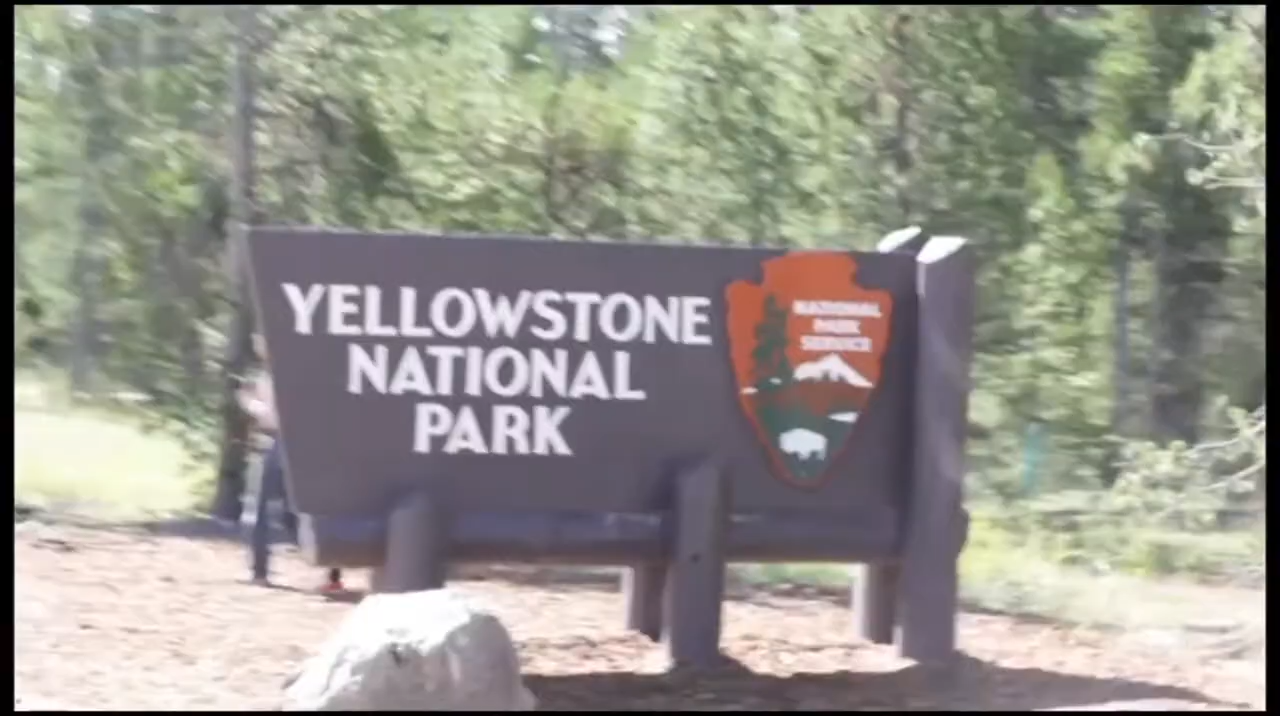 YELLOWSTONE
NATIONAL
PARK
NATIONAL
PARK
SERVICE